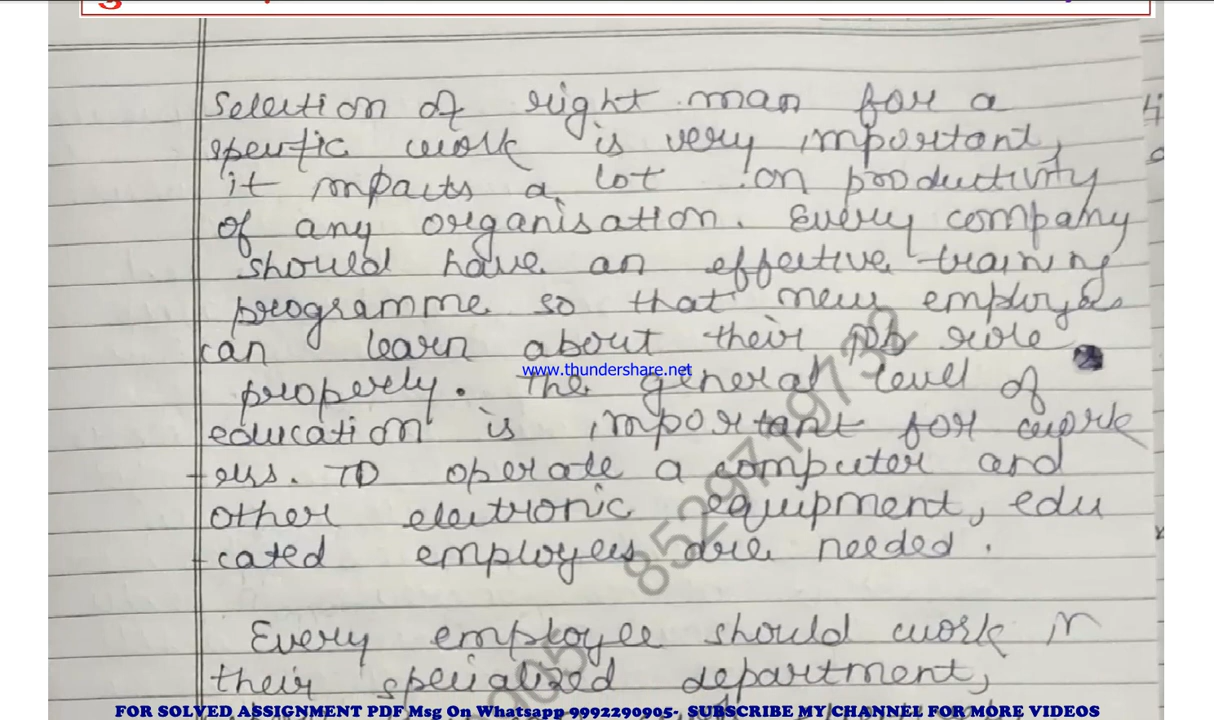 Selection of right man for a
specific work is very important,
it impacts a lot on productivity
of any organisation. Every company
should have an effective training
programme so that new employees
can learn about their job role
www.thundershare.net
properly. The general level of
education is important for work
ers. To operate a computer and
other electronic equipment, edu
cated employees are needed.
Every employee should work in
their specialized department,
FOR SOLVED ASSIGNMENT PDF Msg On Whatsapp 9992290905- SUBSCRIBE MY CHANNEL FOR MORE VIDEOS